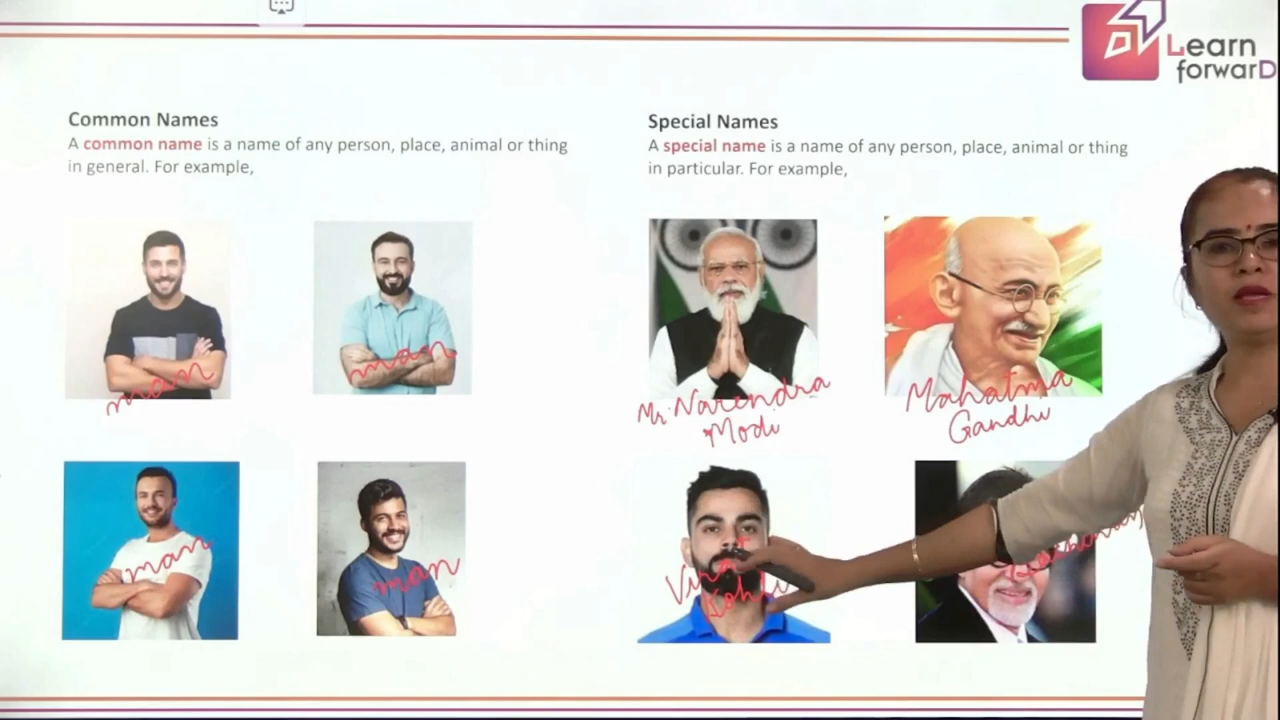 Learn
forwarD
Common Names
A common name is a name of any person, place, animal or thing
in general. For example,
man
man
man
man
Special Names
A special name is a name of any person, place, animal or thing
in particular. For example,
Mr. Narendra
Modi
Mahatma
Gandhi
Virat
Kohli